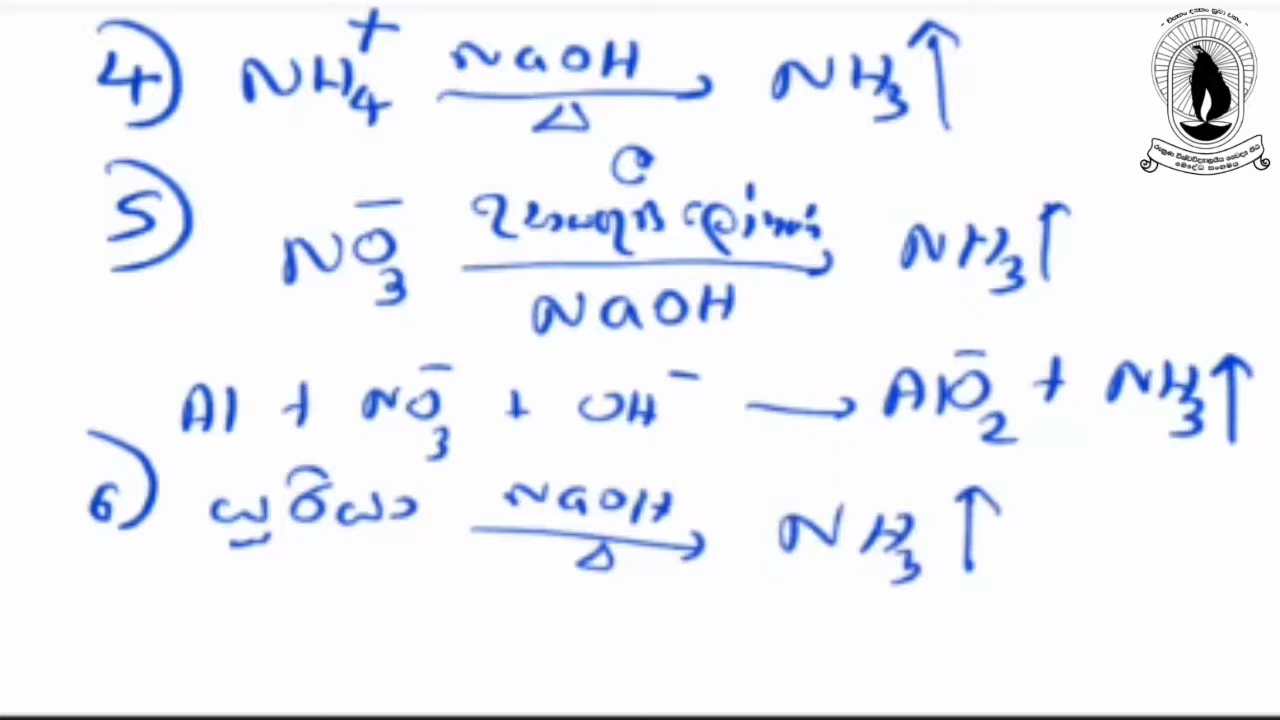 4) NH₄⁺ NaOH Δ → NH₃↑
5) NO₃⁻ NaOH → NH₃↑
Al + NO₃⁻ + OH⁻ → AlO₂⁻ + NH₃↑
6) යුරියා NaOH Δ → NH₃↑